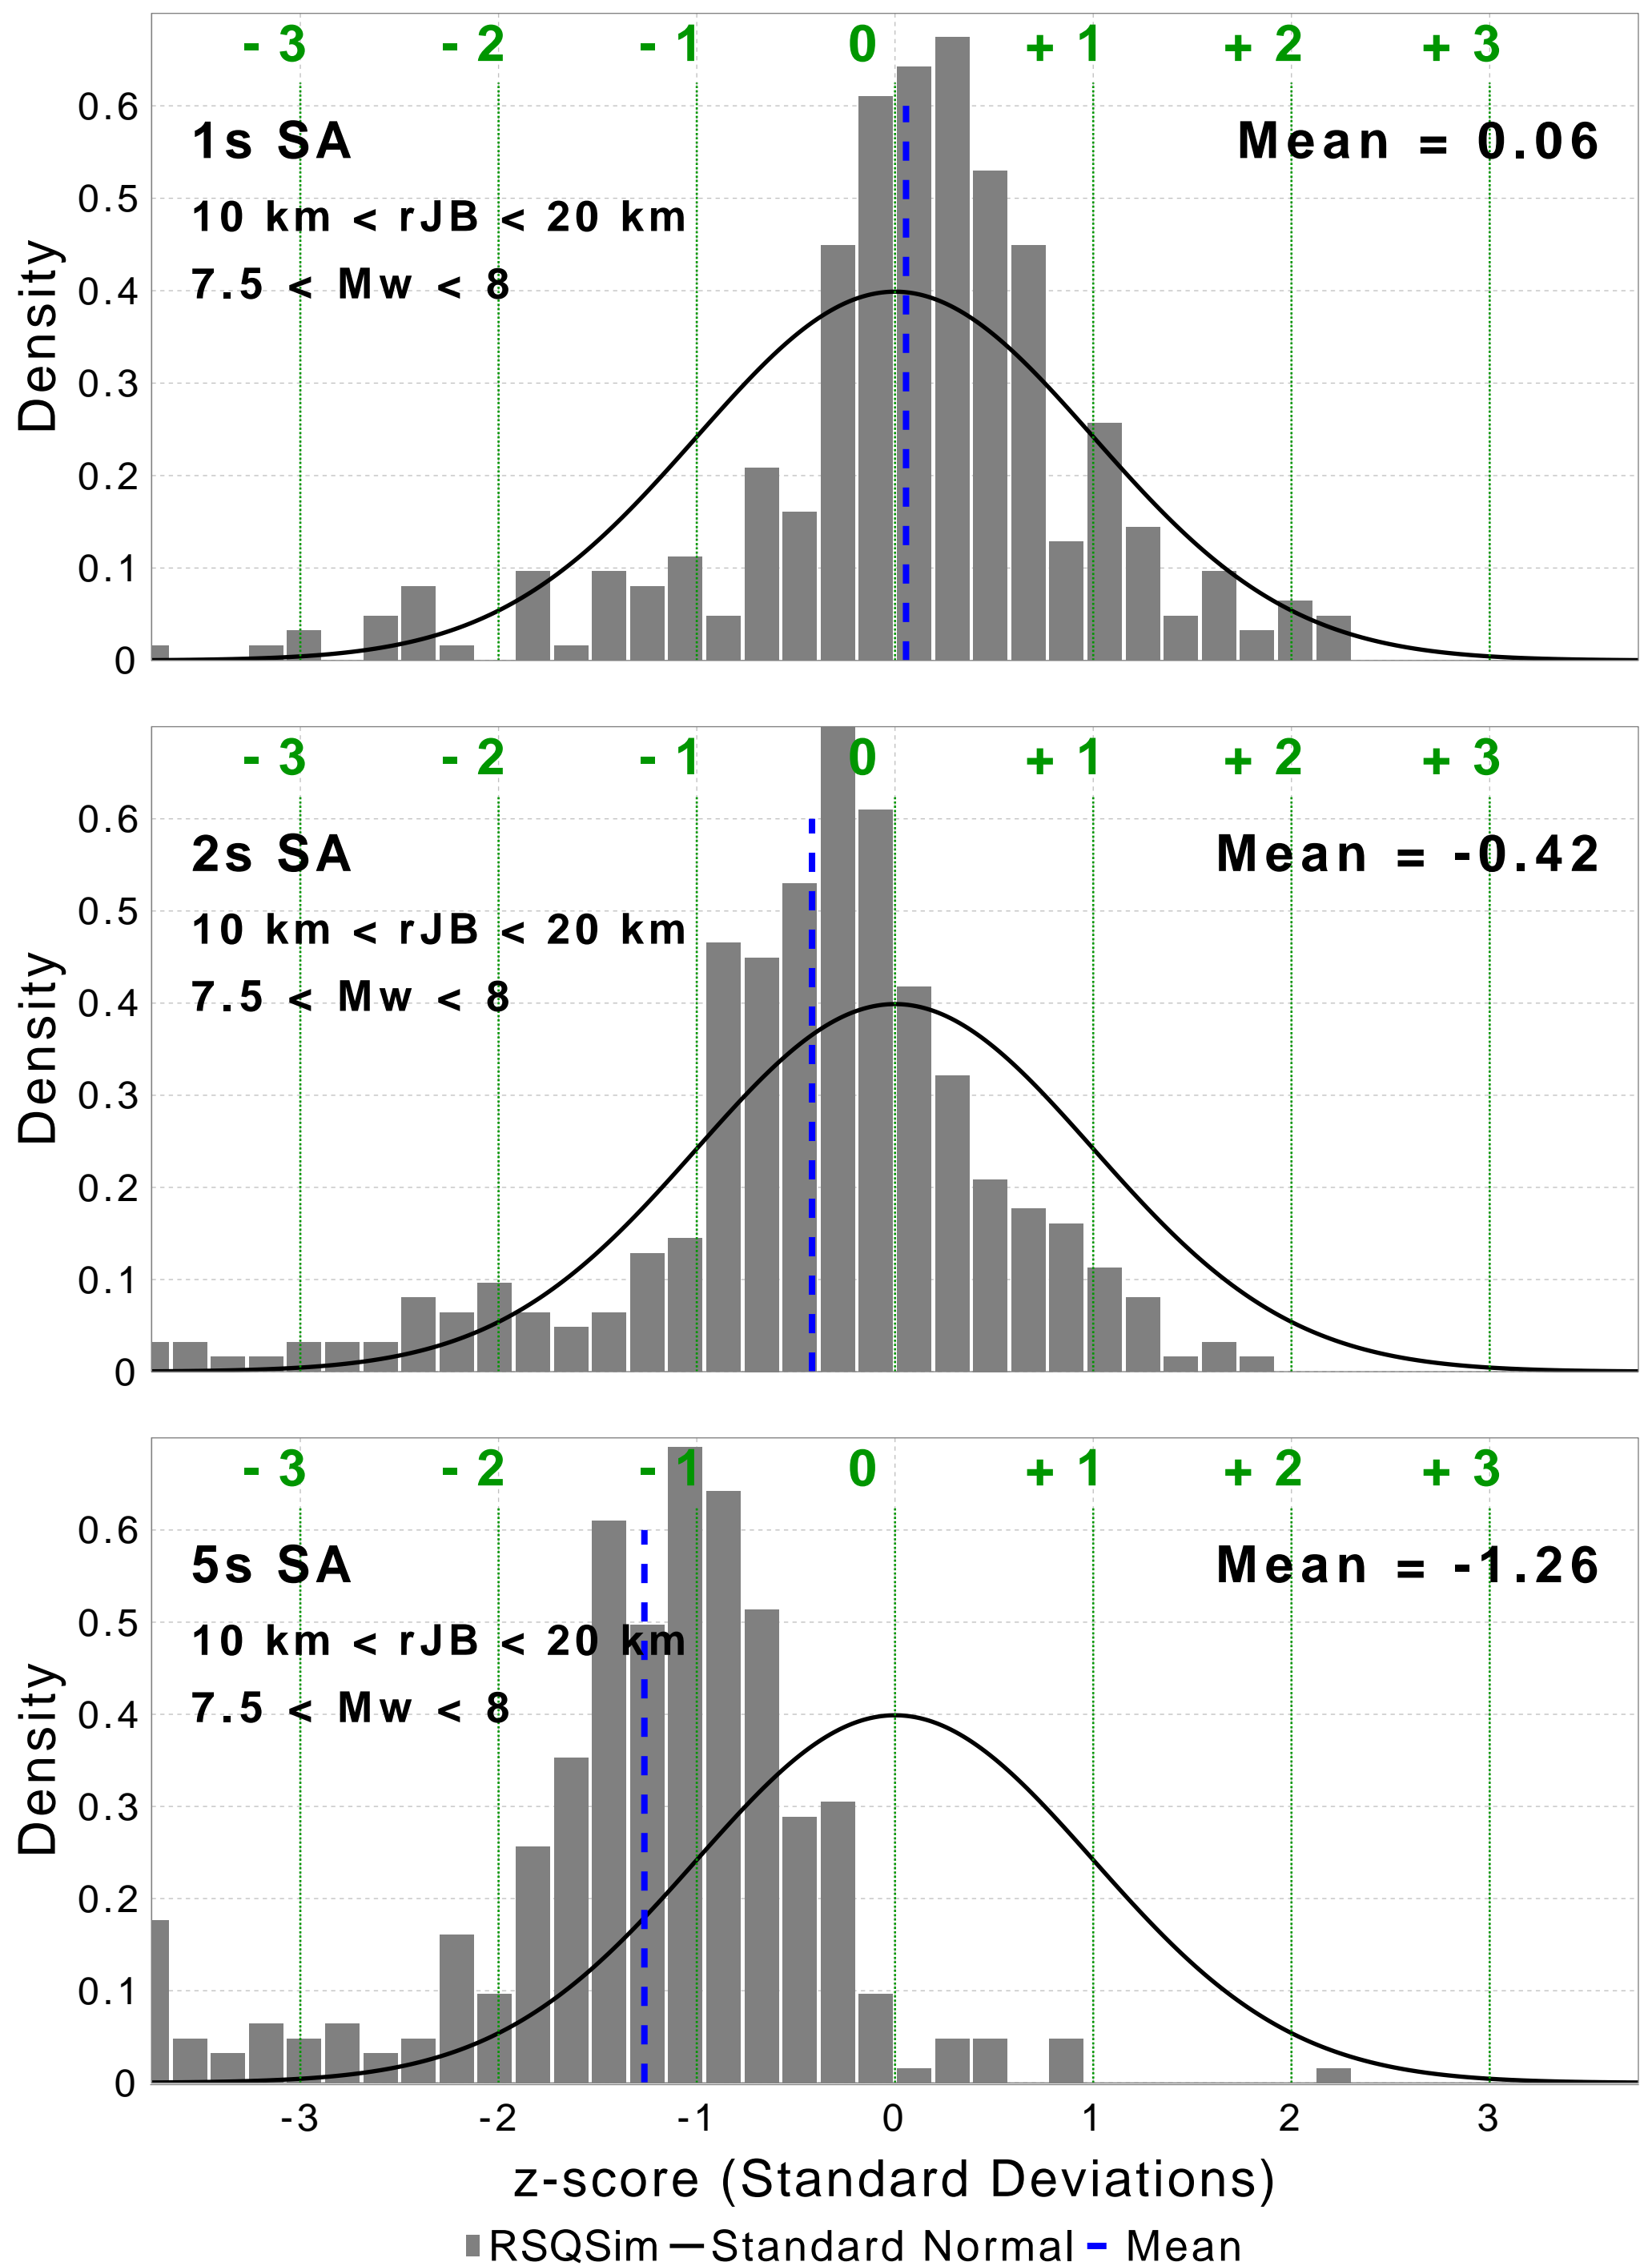 - 3 - 2 - 1 0 + 1 + 2 + 3
0.6
1s SA Mean = 0.06
0.5
10 km < rJB < 20 km
7.5 < Mw < 8
0.4
Density
0.3
0.2
0.1
0
- 3 - 2 - 1 0 + 1 + 2 + 3
0.6
2s SA Mean = -0.42
0.5
10 km < rJB < 20 km
7.5 < Mw < 8
0.4
Density
0.3
0.2
0.1
0
- 3 - 2 - 1 0 + 1 + 2 + 3
0.6
5s SA Mean = -1.26
0.5
10 km < rJB < 20 km
7.5 < Mw < 8
0.4
Density
0.3
0.2
0.1
0
-3 -2 -1 0 1 2 3
z-score (Standard Deviations)
RSQSim Standard Normal Mean